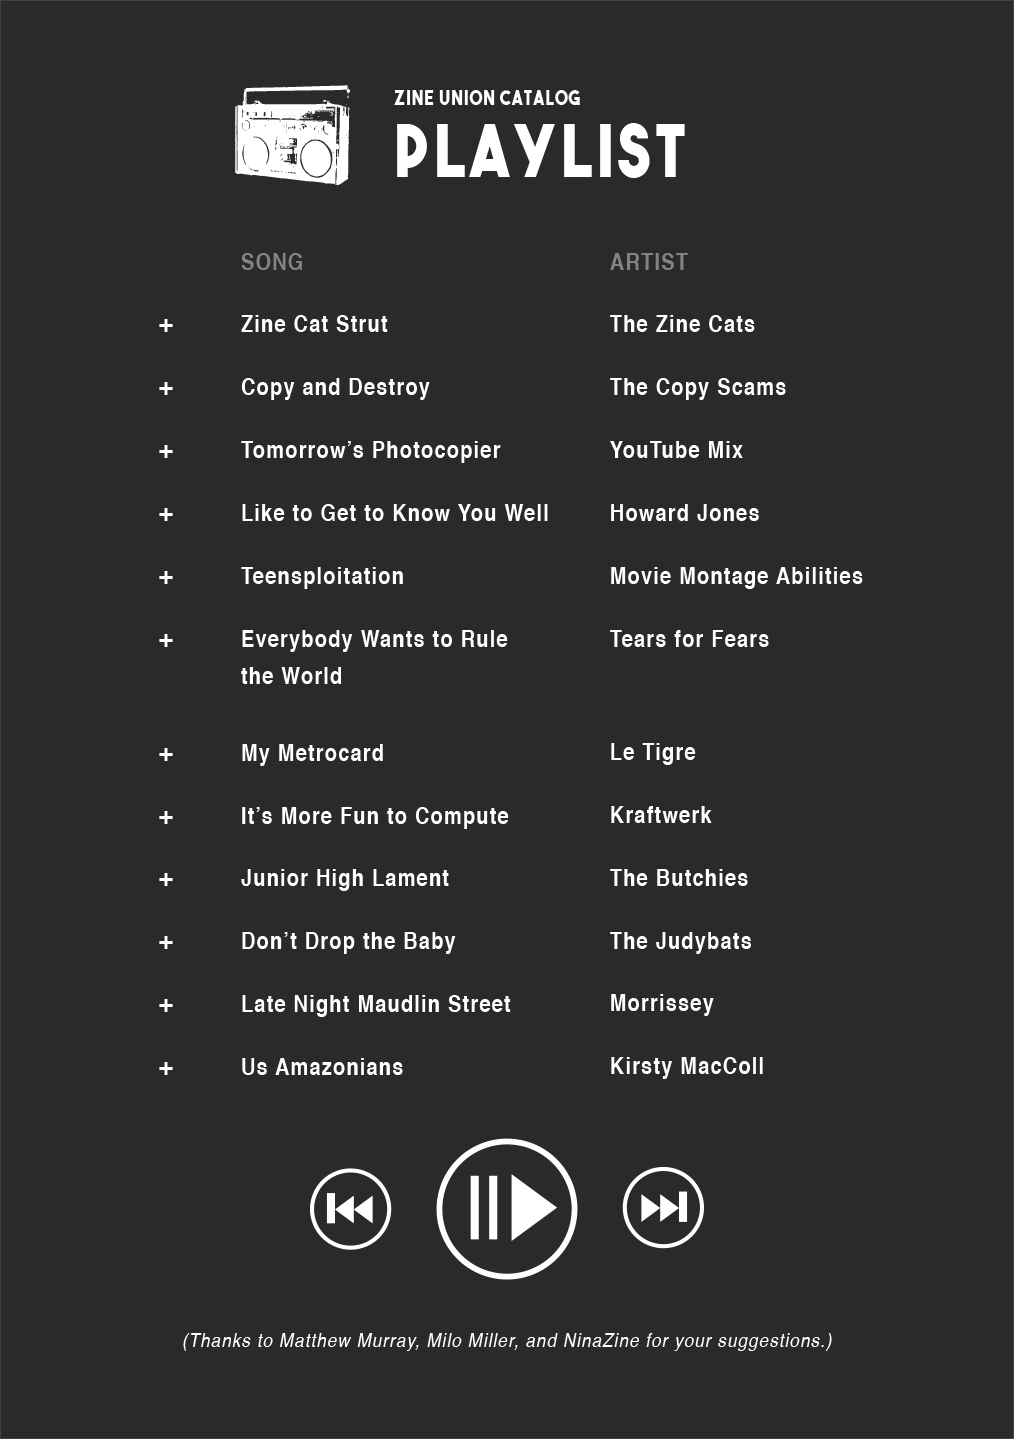 ZINE UNION CATALOG
PLAYLIST
SONG ARTIST
+ Zine Cat Strut The Zine Cats
+ Copy and Destroy The Copy Scams
+ Tomorrow’s Photocopier YouTube Mix
+ Like to Get to Know You Well Howard Jones
+ Teensploitation Movie Montage Abilities
+ Everybody Wants to Rule Tears for Fears
the World
+ My Metrocard Le Tigre
+ It’s More Fun to Compute Kraftwerk
+ Junior High Lament The Butchies
+ Don’t Drop the Baby The Judybats
+ Late Night Maudlin Street Morrissey
+ Us Amazonians Kirsty MacColl
(Thanks to Matthew Murray, Milo Miller, and NinaZine for your suggestions.)